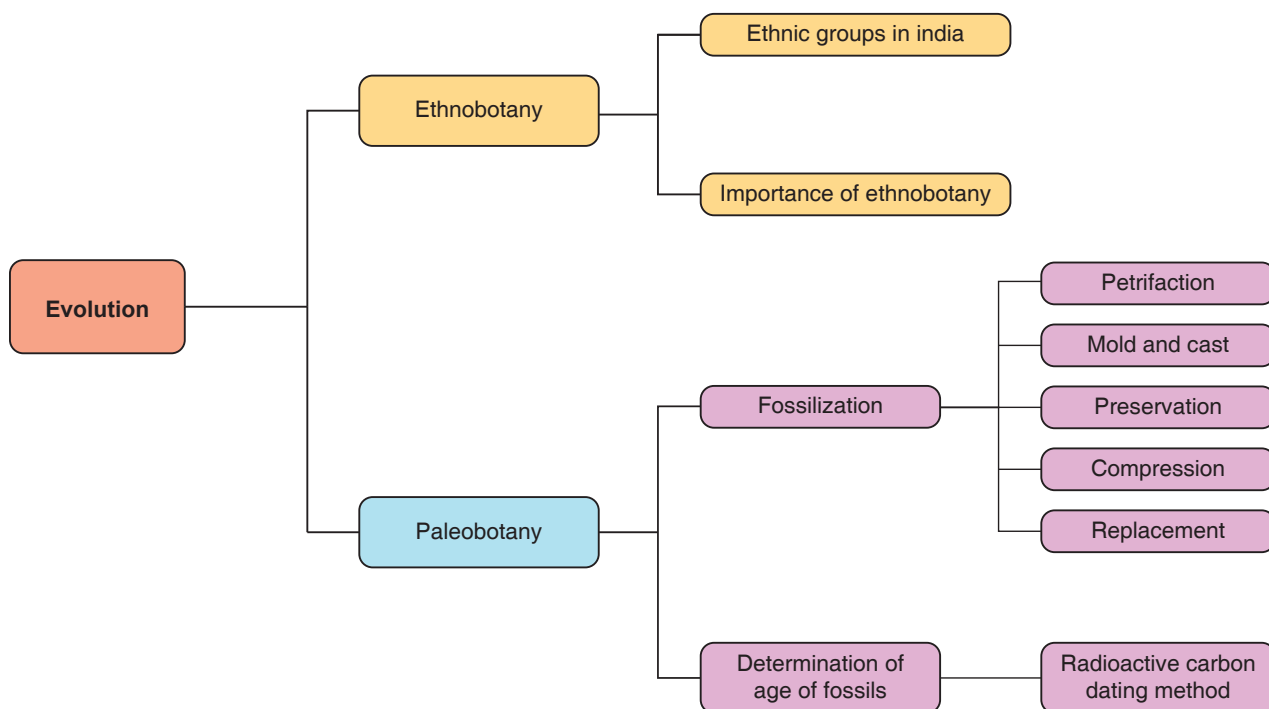 Ethnic groups in india
Ethnobotany
Importance of ethnobotany
Evolution
Petrifaction
Mold and cast
Fossilization
Preservation
Compression
Paleobotany
Replacement
Determination of
age of fossils
Radioactive carbon
dating method